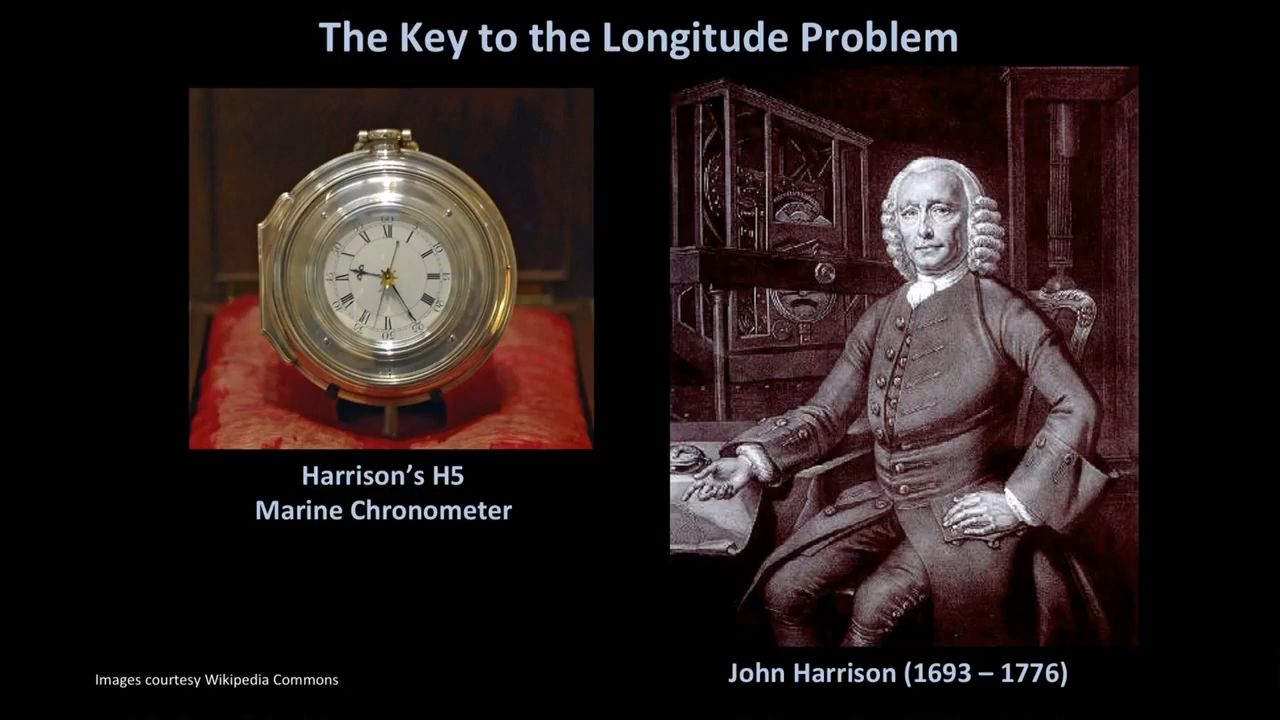 The Key to the Longitude Problem
Harrison’s H5
Marine Chronometer
John Harrison (1693 – 1776)
Images courtesy Wikipedia Commons